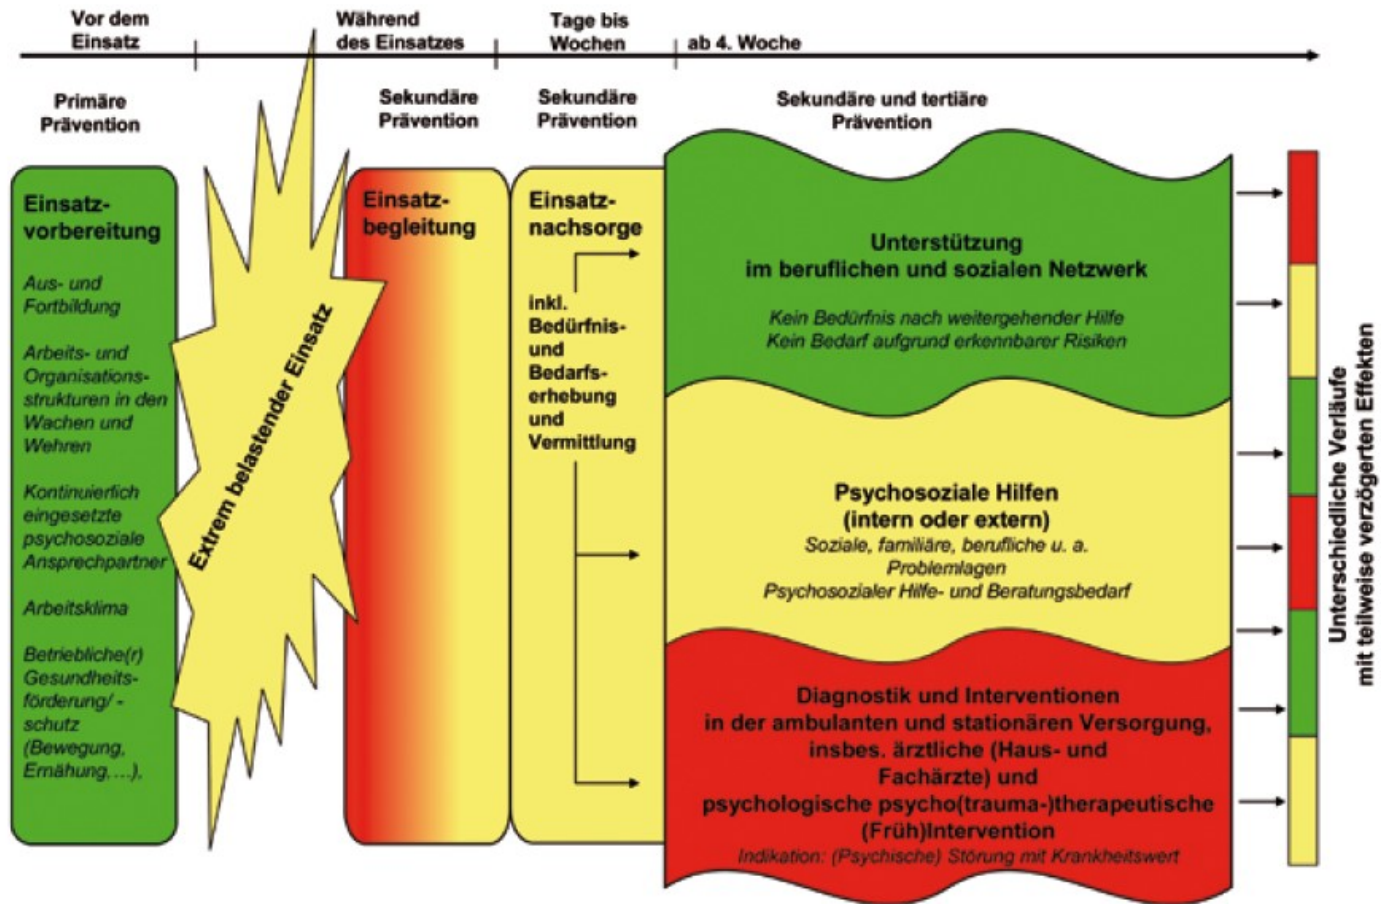 Vor dem
Einsatz
Während
des Einsatzes
Tage bis
Wochen
ab 4. Woche
Primäre
Prävention
Sekundäre
Prävention
Sekundäre
Prävention
Sekundäre und tertiäre
Prävention
Einsatz-
vorbereitung
Aus- und
Fortbildung
Arbeits- und
Organisations-
strukturen in den
Wachen und
Wehren
Kontinuierlich
eingesetzte
psychosoziale
Ansprechpartner
Arbeitsklima
Betriebliche(r)
Gesundheits-
förderung/ -
schutz
(Bewegung,
Ernähung, ...),
Extrem belastender Einsatz
Einsatz-
begleitung
Einsatz-
nachsorge
inkl.
Bedürfnis-
und
Bedarfs-
erhebung
und
Vermittlung
Unterstützung
im beruflichen und sozialen Netzwerk
Kein Bedürfnis nach weitergehender Hilfe
Kein Bedarf aufgrund erkennbarer Risiken
Psychosoziale Hilfen
(intern oder extern)
Soziale, familiäre, berufliche u. a.
Problemlagen
Psychosozialer Hilfe- und Beratungsbedarf
Diagnostik und Interventionen
in der ambulanten und stationären Versorgung,
insbes. ärztliche (Haus- und
Fachärzte) und
psychologische psycho(trauma-)therapeutische
(Früh)Intervention
Indikation: (Psychische) Störung mit Krankheitswert
Unterschiedliche Verläufe
mit teilweise verzögerten Effekten